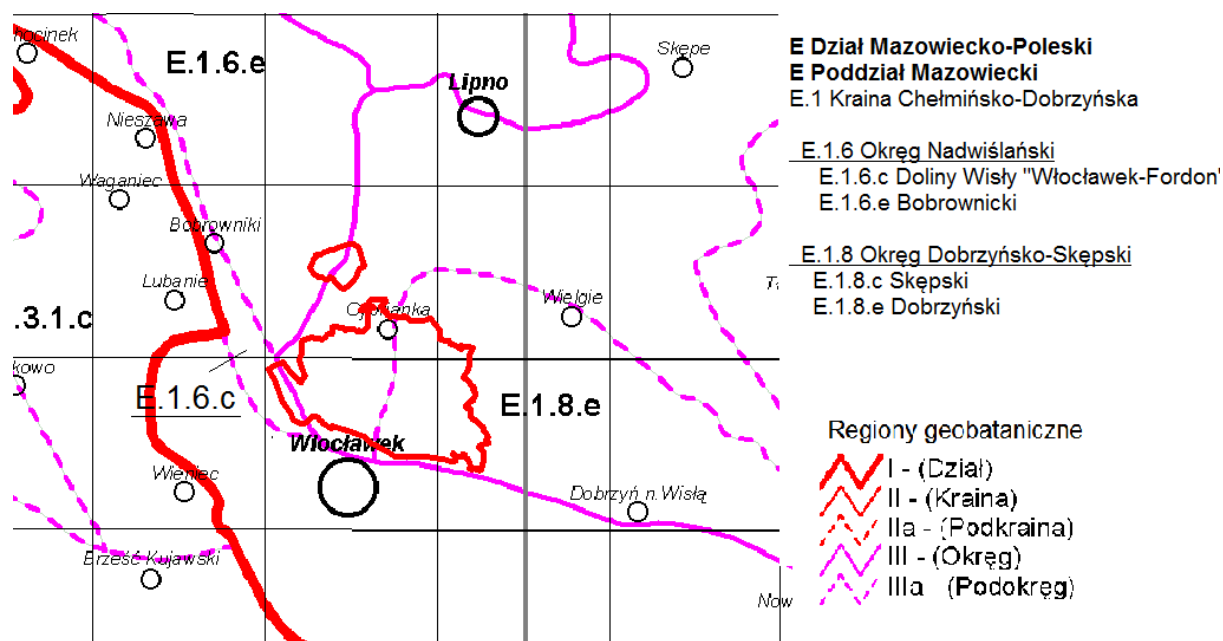 chocinek
E.1.6.e
Skępe
Lipno
Nieszawa
Waganiec
Bobrowniki
Lubanie
Cyprianka
Wielgie
.3.1.c
kowo
E.1.6.c
E.1.8.e
Włocławek
Wieniec
Dobrzyń n.Wisłą
Brześć Kujawski
Now
E Dział Mazowiecko-Poleski
E Poddział Mazowiecki
E.1 Kraina Chełmińsko-Dobrzyńska
E.1.6 Okręg Nadwiślański
E.1.6.c Doliny Wisły "Włocławek-Fordon"
E.1.6.e Bobrownicki
E.1.8 Okręg Dobrzyńsko-Skępski
E.1.8.c Skępski
E.1.8.e Dobrzyński
Regiony geobataniczne
I - (Dział)
II - (Kraina)
IIa - (Podkraina)
III - (Okręg)
IIIa - (Podokręg)